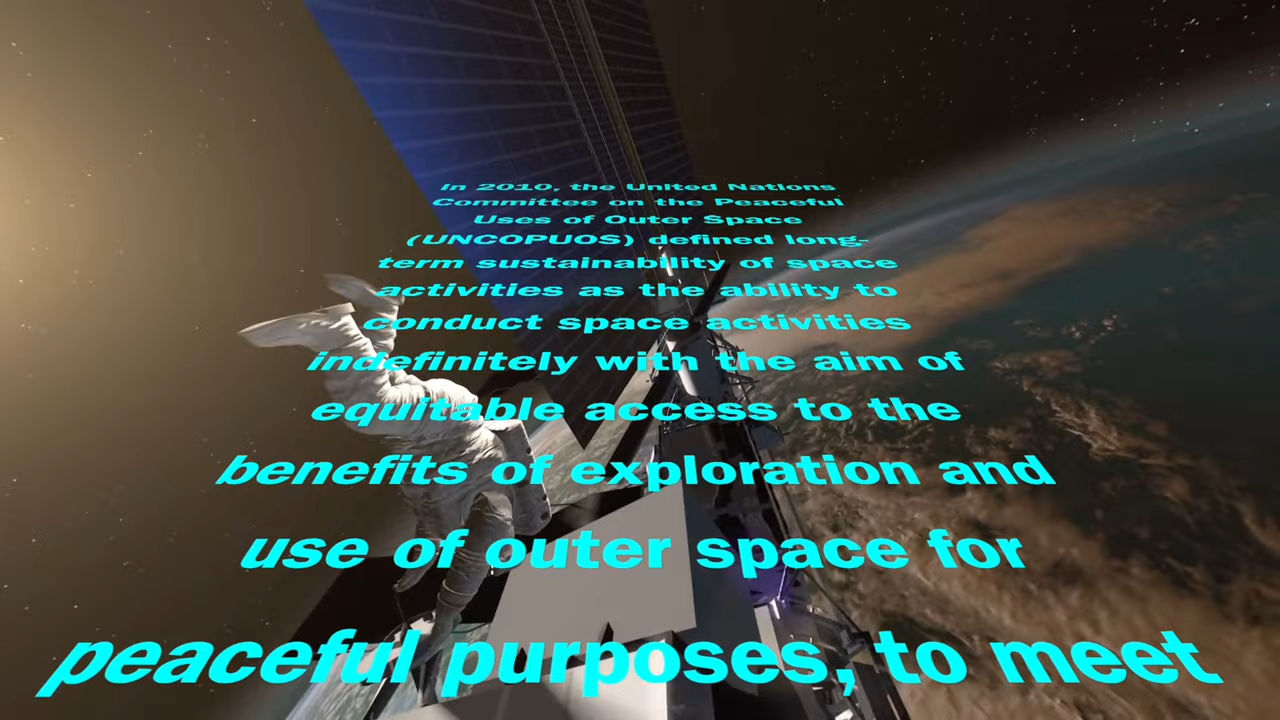 In 2010, the United Nations
Committee on the Peaceful
Uses of Outer Space
(UNCOPUOS) defined long-
term sustainability of space
activities as the ability to
conduct space activities
indefinitely with the aim of
equitable access to the
benefits of exploration and
use of outer space for
peaceful purposes, to meet